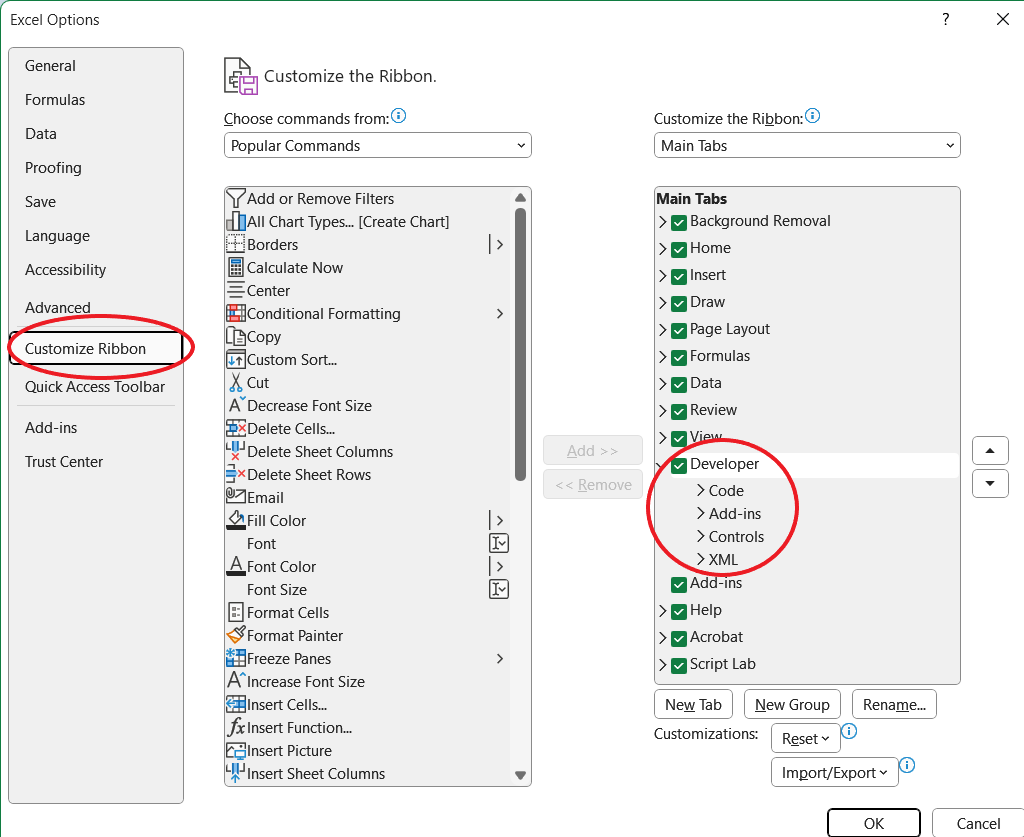 Excel Options
?
General
Formulas
Data
Proofing
Save
Language
Accessibility
Advanced
Customize Ribbon
Quick Access Toolbar
Add-ins
Trust Center
Customize the Ribbon.
Choose commands from:
Popular Commands
Add or Remove Filters
All Chart Types... [Create Chart]
Borders
Calculate Now
Center
Conditional Formatting
Copy
Custom Sort...
Cut
Decrease Font Size
Delete Cells...
Delete Sheet Columns
Delete Sheet Rows
Email
Fill Color
Font
Font Color
Font Size
Format Cells
Format Painter
Freeze Panes
Increase Font Size
Insert Cells...
Insert Function...
Insert Picture
Insert Sheet Columns
Add >>
<< Remove
Customize the Ribbon:
Main Tabs
Main Tabs
Background Removal
Home
Insert
Draw
Page Layout
Formulas
Data
Review
View
Developer
Code
Add-ins
Controls
XML
Add-ins
Help
Acrobat
Script Lab
New Tab
New Group
Rename...
Customizations:
Reset
Import/Export
OK
Cancel